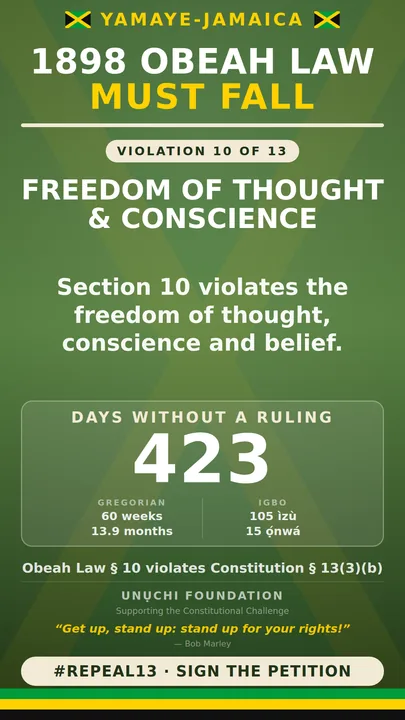 YAMAYE-JAMAICA
1898 OBEAH LAW
MUST FALL
VIOLATION 10 OF 13
FREEDOM OF THOUGHT
& CONSCIENCE
Section 10 violates the
freedom of thought,
conscience and belief.
DAYS WITHOUT A RULING
423
GREGORIAN
60 weeks
13.9 months
IGBO
105 ìzù
15 ọ́nwá
Obeah Law § 10 violates Constitution § 13(3)(b)
UNỤCHI FOUNDATION
Supporting the Constitutional Challenge
“Get up, stand up: stand up for your rights!”
— Bob Marley
#REPEAL13 · SIGN THE PETITION